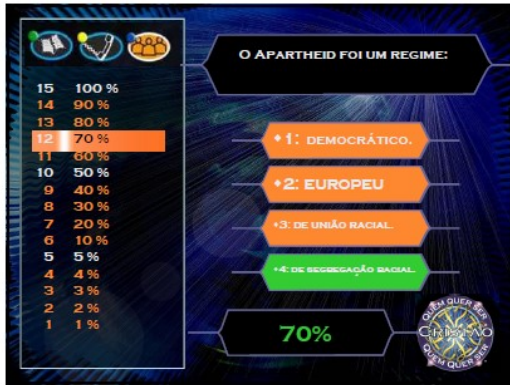 15 100 %
14 90 %
13 80 %
12 70 %
11 60 %
10 50 %
9 40 %
8 30 %
7 20 %
6 10 %
5 5 %
4 4 %
3 3 %
2 2 %
1 1 %
O APARTHEID FOI UM REGIME:
1: DEMOCRÁTICO.
2: EUROPEU
3: DE UNIÃO RACIAL.
4: DE SEGREGAÇÃO RACIAL.
70%
QUEM QUER SER
CRISTÃO
QUEM QUER SER